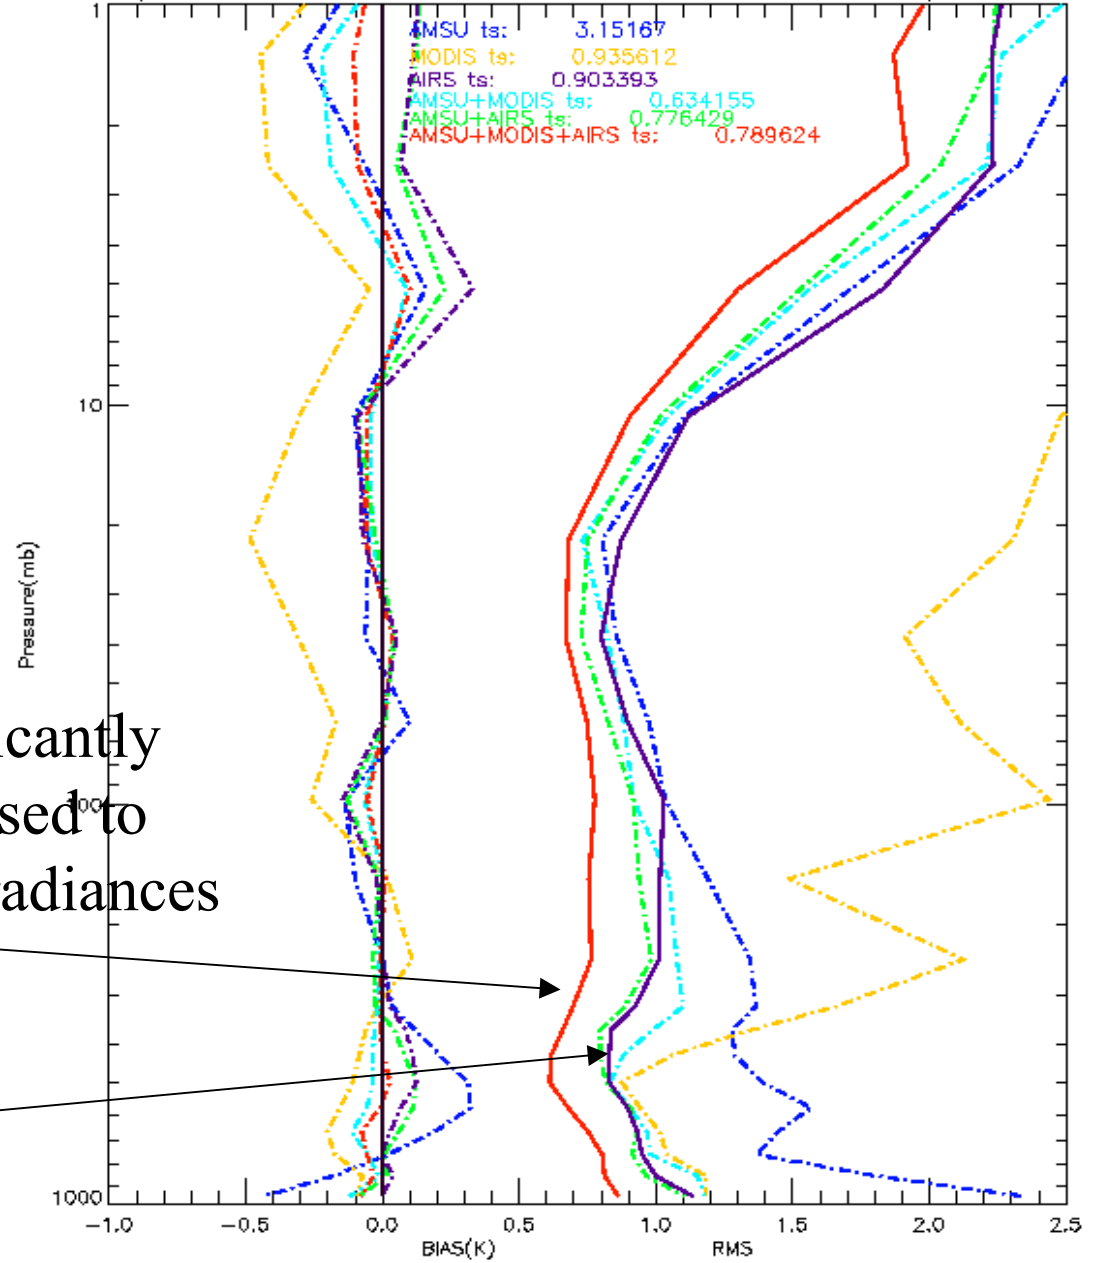 1
AMSU ts: 3.15167
MODIS ts: 0.935612
AIRS ts: 0.903393
AMSU+MODIS ts: 0.634155
AMSU+AIRS ts: 0.776429
AMSU+MODIS+AIRS ts: 0.789624
10
Pressure(mb)
icantly
sed to
adiances
1000
-1.0 -0.5 0.0 0.5 1.0 1.5 2.0 2.5
BIAS(K) RMS